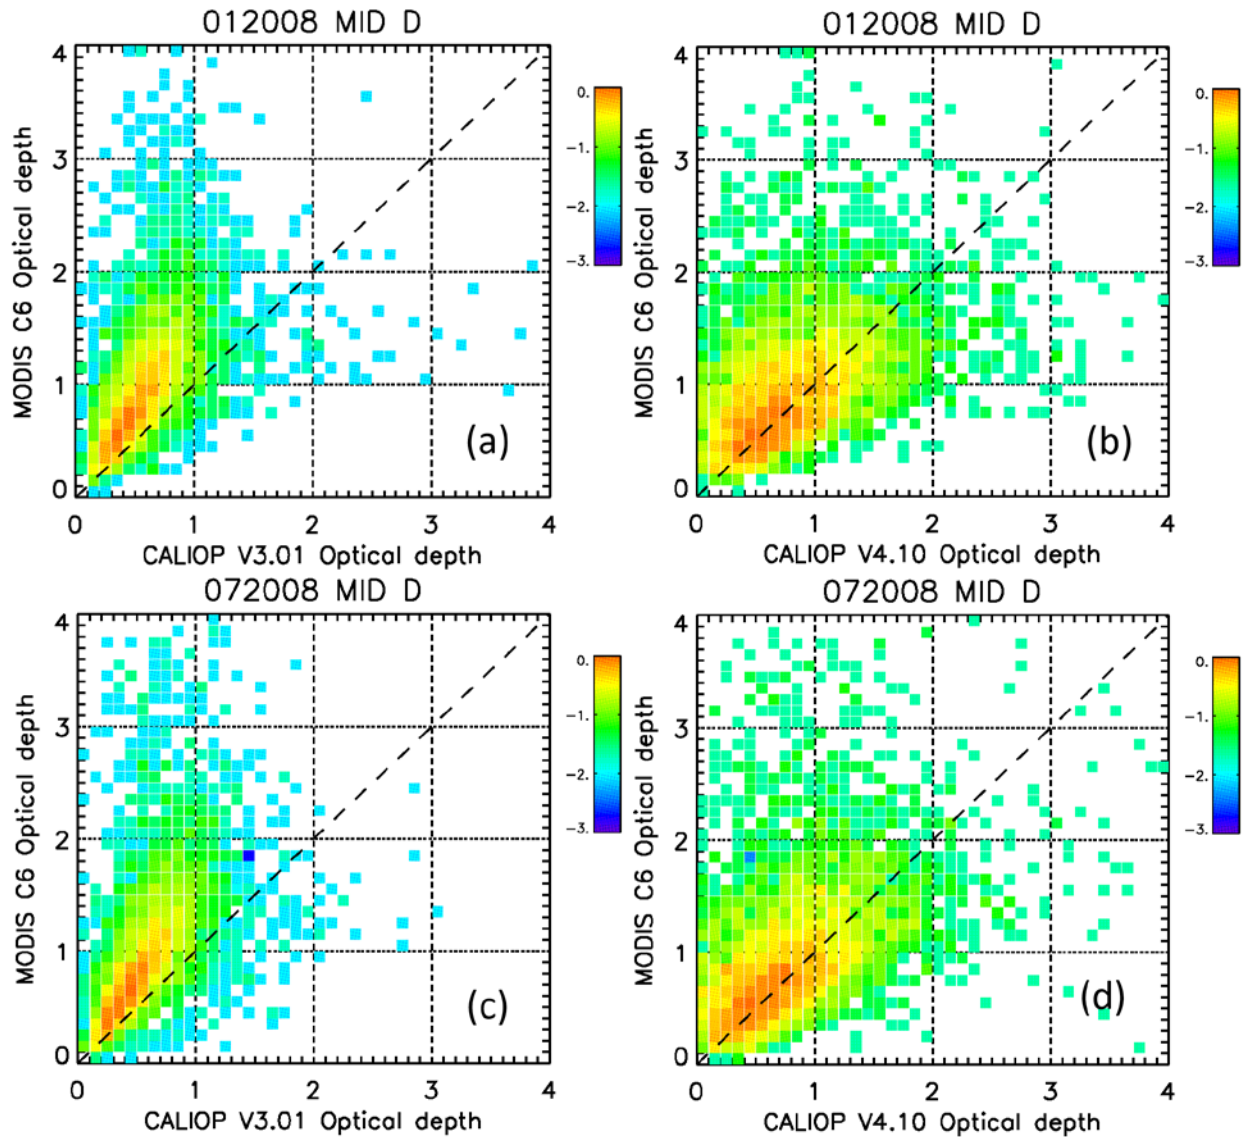 012008 MID D
MODIS C6 Optical depth
4
3
2
1
0
0 1 2 3 4
CALIOP V3.01 Optical depth
(a)
0.
-1.
-2.
-3.
012008 MID D
MODIS C6 Optical depth
4
3
2
1
0
0 1 2 3 4
CALIOP V4.10 Optical depth
(b)
0.
-1.
-2.
-3.
072008 MID D
MODIS C6 Optical depth
4
3
2
1
0
0 1 2 3 4
CALIOP V3.01 Optical depth
(c)
0.
-1.
-2.
-3.
072008 MID D
MODIS C6 Optical depth
4
3
2
1
0
0 1 2 3 4
CALIOP V4.10 Optical depth
(d)
0.
-1.
-2.
-3.